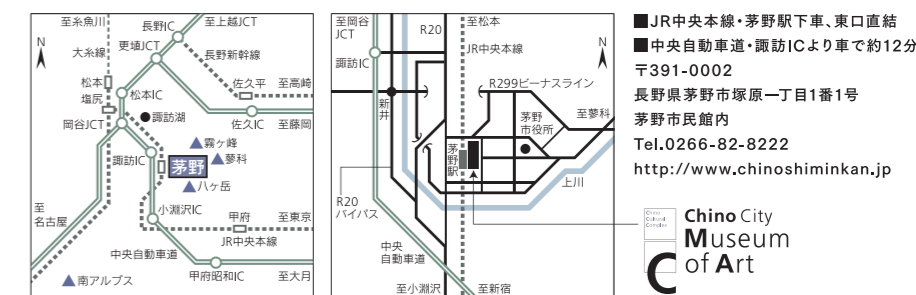 至糸魚川
長野IC
至上越JCT
N
大糸線
更埴JCT
長野新幹線
松本
塩尻
松本IC
佐久平
至高崎
岡谷JCT
諏訪湖
佐久IC
至藤岡
霧ヶ峰
諏訪IC
茅野
蓼科
八ヶ岳
至
名古屋
小淵沢IC
甲府
至東京
JR中央本線
中央自動車道
南アルプス
甲府昭和IC
至大月
至岡谷
JCT
R20
至松本
N
JR中央本線
諏訪IC
R299ビーナスライン
新井
茅野
市役所
至蓼科
茅野駅
上川
R20
バイパス
中央
自動車道
至小淵沢
至新宿
■JR中央本線・茅野駅下車、東口直結
■中央自動車道・諏訪ICより車で約12分
〒391-0002
長野県茅野市塚原一丁目1番1号
茅野市民館内
Tel.0266-82-8222
http://www.chinoshiminkan.jp
China
Cultural
Complex
C
Chino City
Museum
of Art